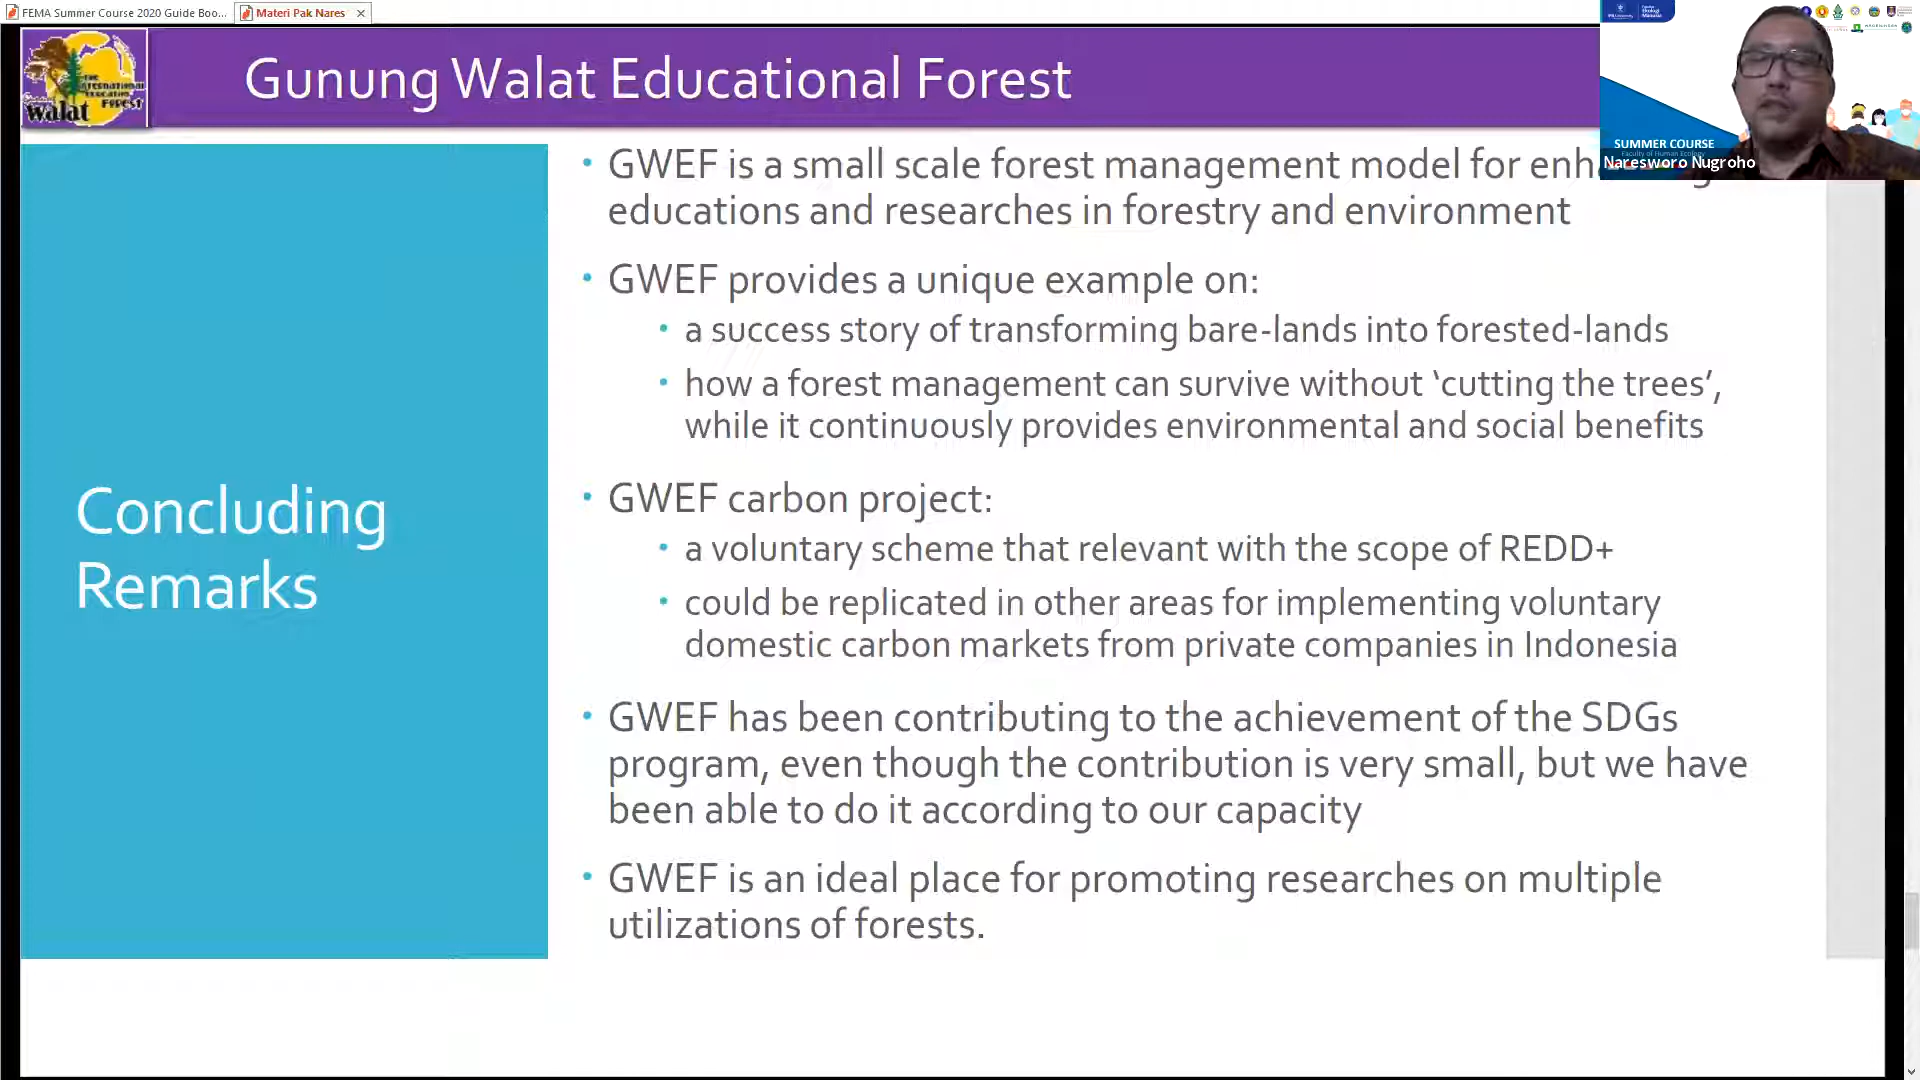 FEMA Summer Course 2020 Guide Boo...
Materi Pak Nares
walat
Gunung Walat Educational Forest
SUMMER COURSE
Faculty of Human Ecology
Naresworo Nugroho
Concluding
Remarks
• GWEF is a small scale forest management model for enh
educations and researches in forestry and environment
• GWEF provides a unique example on:
• a success story of transforming bare-lands into forested-lands
• how a forest management can survive without ‘cutting the trees’,
while it continuously provides environmental and social benefits
• GWEF carbon project:
• a voluntary scheme that relevant with the scope of REDD+
• could be replicated in other areas for implementing voluntary
domestic carbon markets from private companies in Indonesia
• GWEF has been contributing to the achievement of the SDGs
program, even though the contribution is very small, but we have
been able to do it according to our capacity
• GWEF is an ideal place for promoting researches on multiple
utilizations of forests.